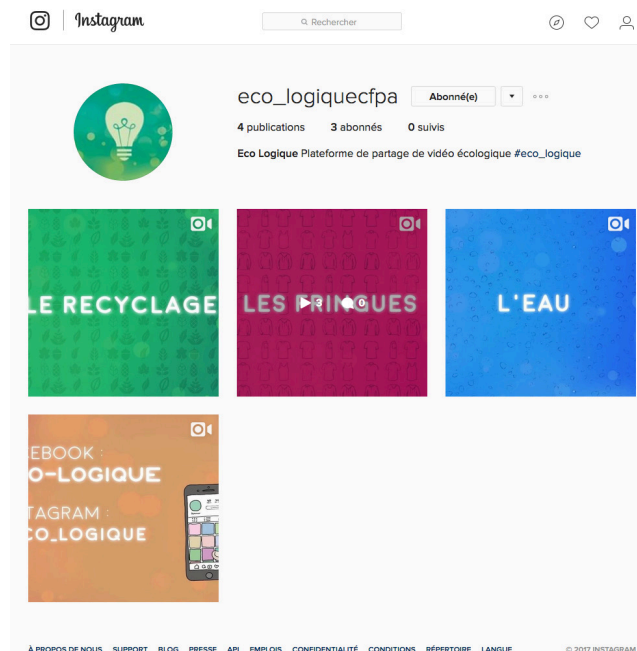 Instagram
Rechercher
eco_logiquecfpa Abonné(e)
4 publications 3 abonnés 0 suivis
Eco Logique Plateforme de partage de vidéo écologique #eco_logique
LE RECYCLAGE
LES FRINGUES
3 0
L'EAU
EBOOK :
O-LOGIQUE
TAGRAM :
CO_LOGIQUE
À PROPOS DE NOUS SUPPORT BLOG PRESSE API EMPLOIS CONFIDENTIALITÉ CONDITIONS RÉPERTOIRE LANGUE © 2017 INSTAGRAM